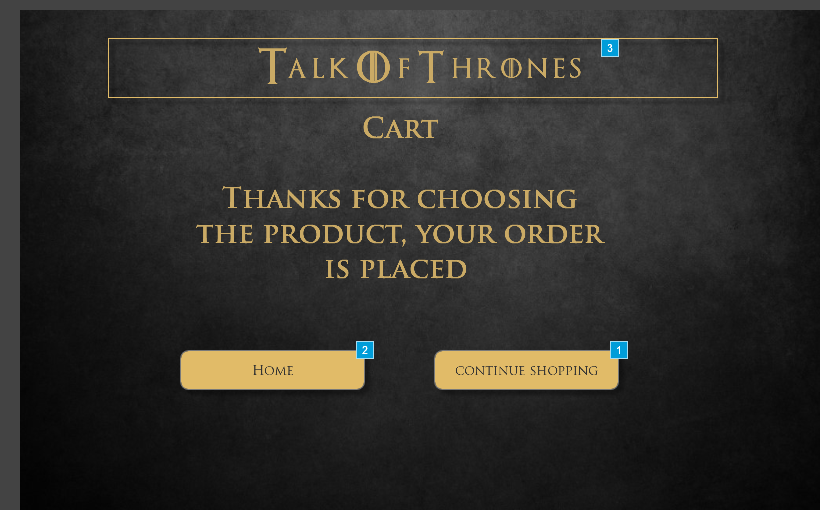 3
Talk Of Thrones
Cart
Thanks for choosing
the product, your order
is placed
2
1
Home
continue shopping